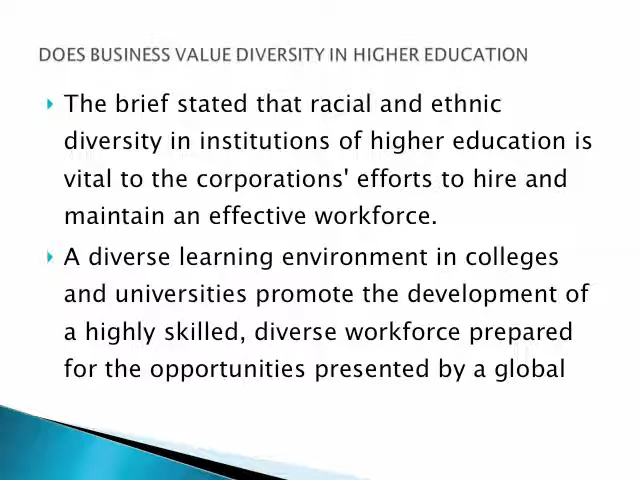 DOES BUSINESS VALUE DIVERSITY IN HIGHER EDUCATION
The brief stated that racial and ethnic
diversity in institutions of higher education is
vital to the corporations' efforts to hire and
maintain an effective workforce.
A diverse learning environment in colleges
and universities promote the development of
a highly skilled, diverse workforce prepared
for the opportunities presented by a global